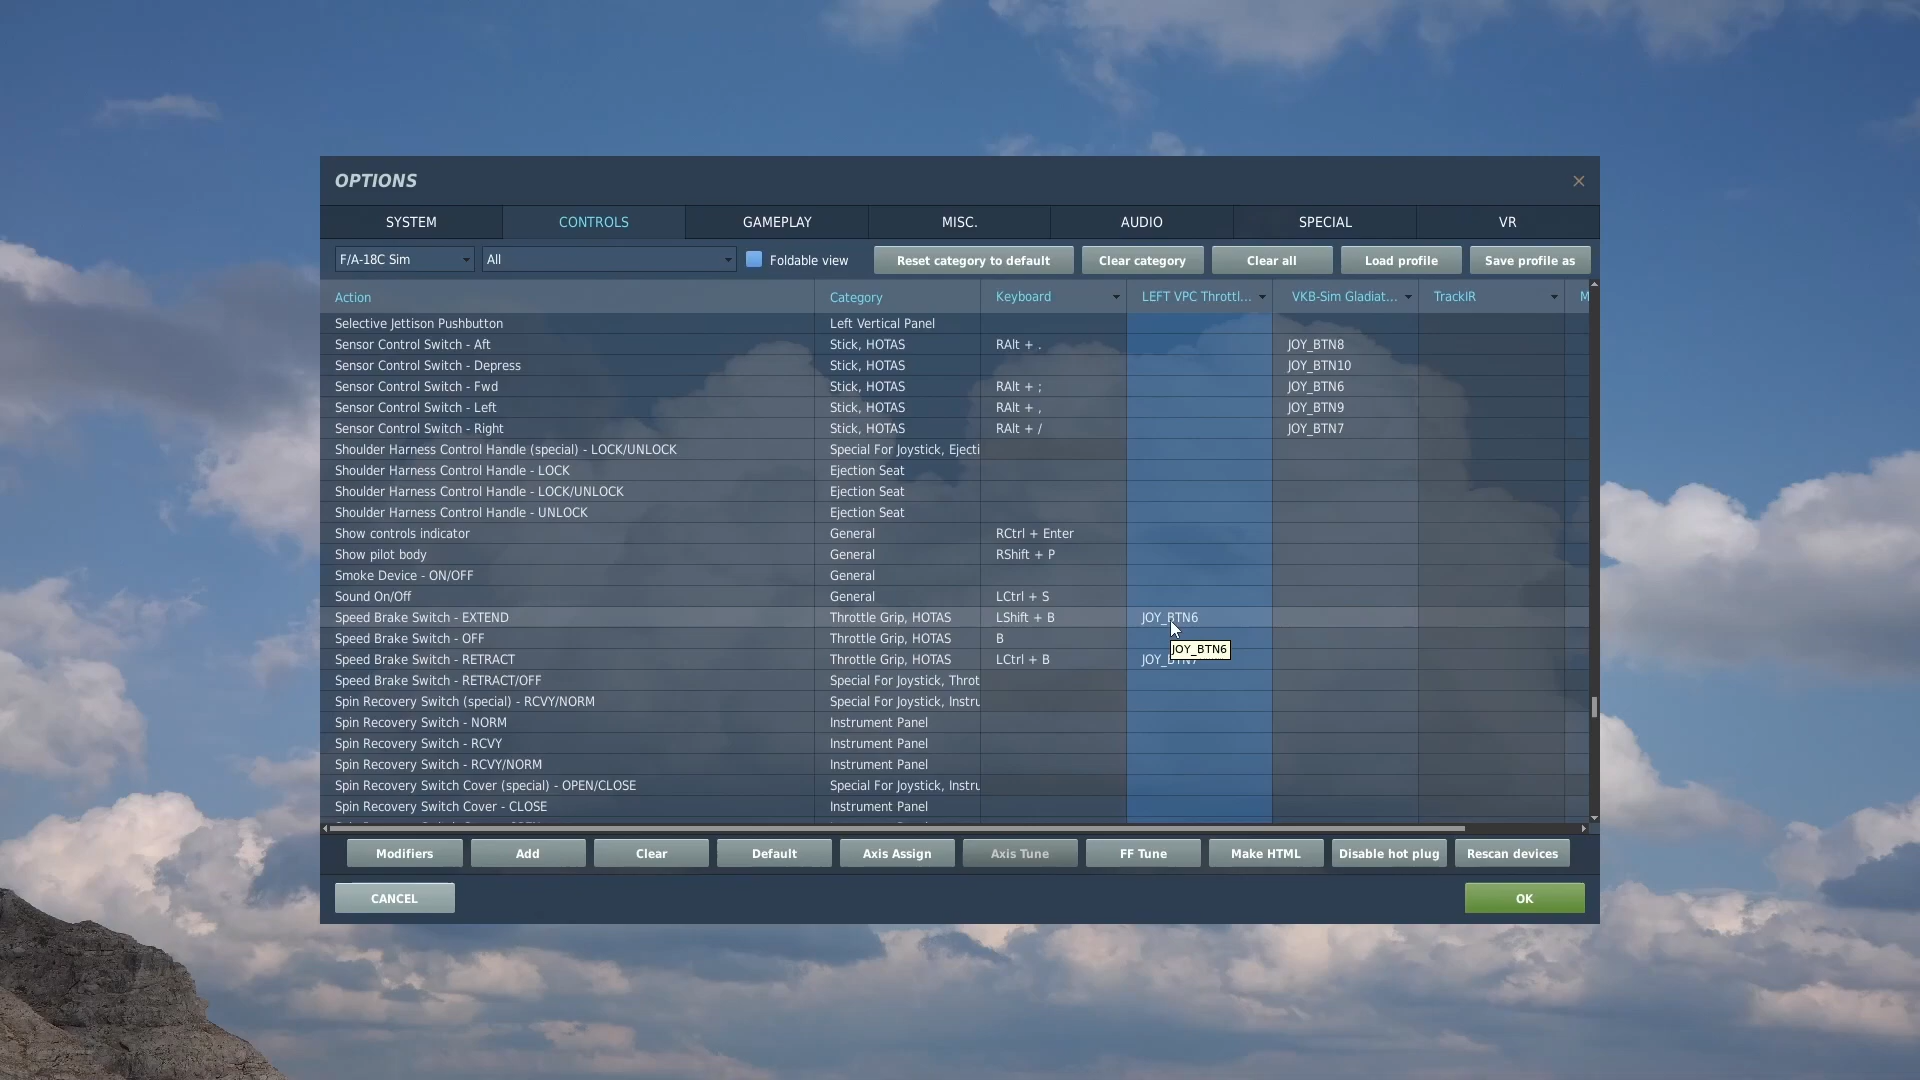 OPTIONS
SYSTEM CONTROLS GAMEPLAY MISC. AUDIO SPECIAL VR
F/A-18C Sim All Foldable view Reset category to default Clear category Clear all Load profile Save profile as
Action Category Keyboard LEFT VPC Throttl... VKB-Sim Gladiat... TrackIR M
Selective Jettison Pushbutton Left Vertical Panel
Sensor Control Switch - Aft Stick, HOTAS RAlt + . JOY_BTN8
Sensor Control Switch - Depress Stick, HOTAS JOY_BTN10
Sensor Control Switch - Fwd Stick, HOTAS RAlt + ; JOY_BTN6
Sensor Control Switch - Left Stick, HOTAS RAlt + , JOY_BTN9
Sensor Control Switch - Right Stick, HOTAS RAlt + / JOY_BTN7
Shoulder Harness Control Handle (special) - LOCK/UNLOCK Special For Joystick, Ejecti
Shoulder Harness Control Handle - LOCK Ejection Seat
Shoulder Harness Control Handle - LOCK/UNLOCK Ejection Seat
Shoulder Harness Control Handle - UNLOCK Ejection Seat
Show controls indicator General RCtrl + Enter
Show pilot body General RShift + P
Smoke Device - ON/OFF General
Sound On/Off General LCtrl + S
Speed Brake Switch - EXTEND Throttle Grip, HOTAS LShift + B JOY_BTN6
Speed Brake Switch - OFF Throttle Grip, HOTAS B
JOY_BTN6
Speed Brake Switch - RETRACT Throttle Grip, HOTAS LCtrl + B JOY_BTN7
Speed Brake Switch - RETRACT/OFF Special For Joystick, Throt
Spin Recovery Switch (special) - RCVY/NORM Special For Joystick, Instru
Spin Recovery Switch - NORM Instrument Panel
Spin Recovery Switch - RCVY Instrument Panel
Spin Recovery Switch - RCVY/NORM Instrument Panel
Spin Recovery Switch Cover (special) - OPEN/CLOSE Special For Joystick, Instru
Spin Recovery Switch Cover - CLOSE Instrument Panel
Modifiers Add Clear Default Axis Assign Axis Tune FF Tune Make HTML Disable hot plug Rescan devices
CANCEL OK